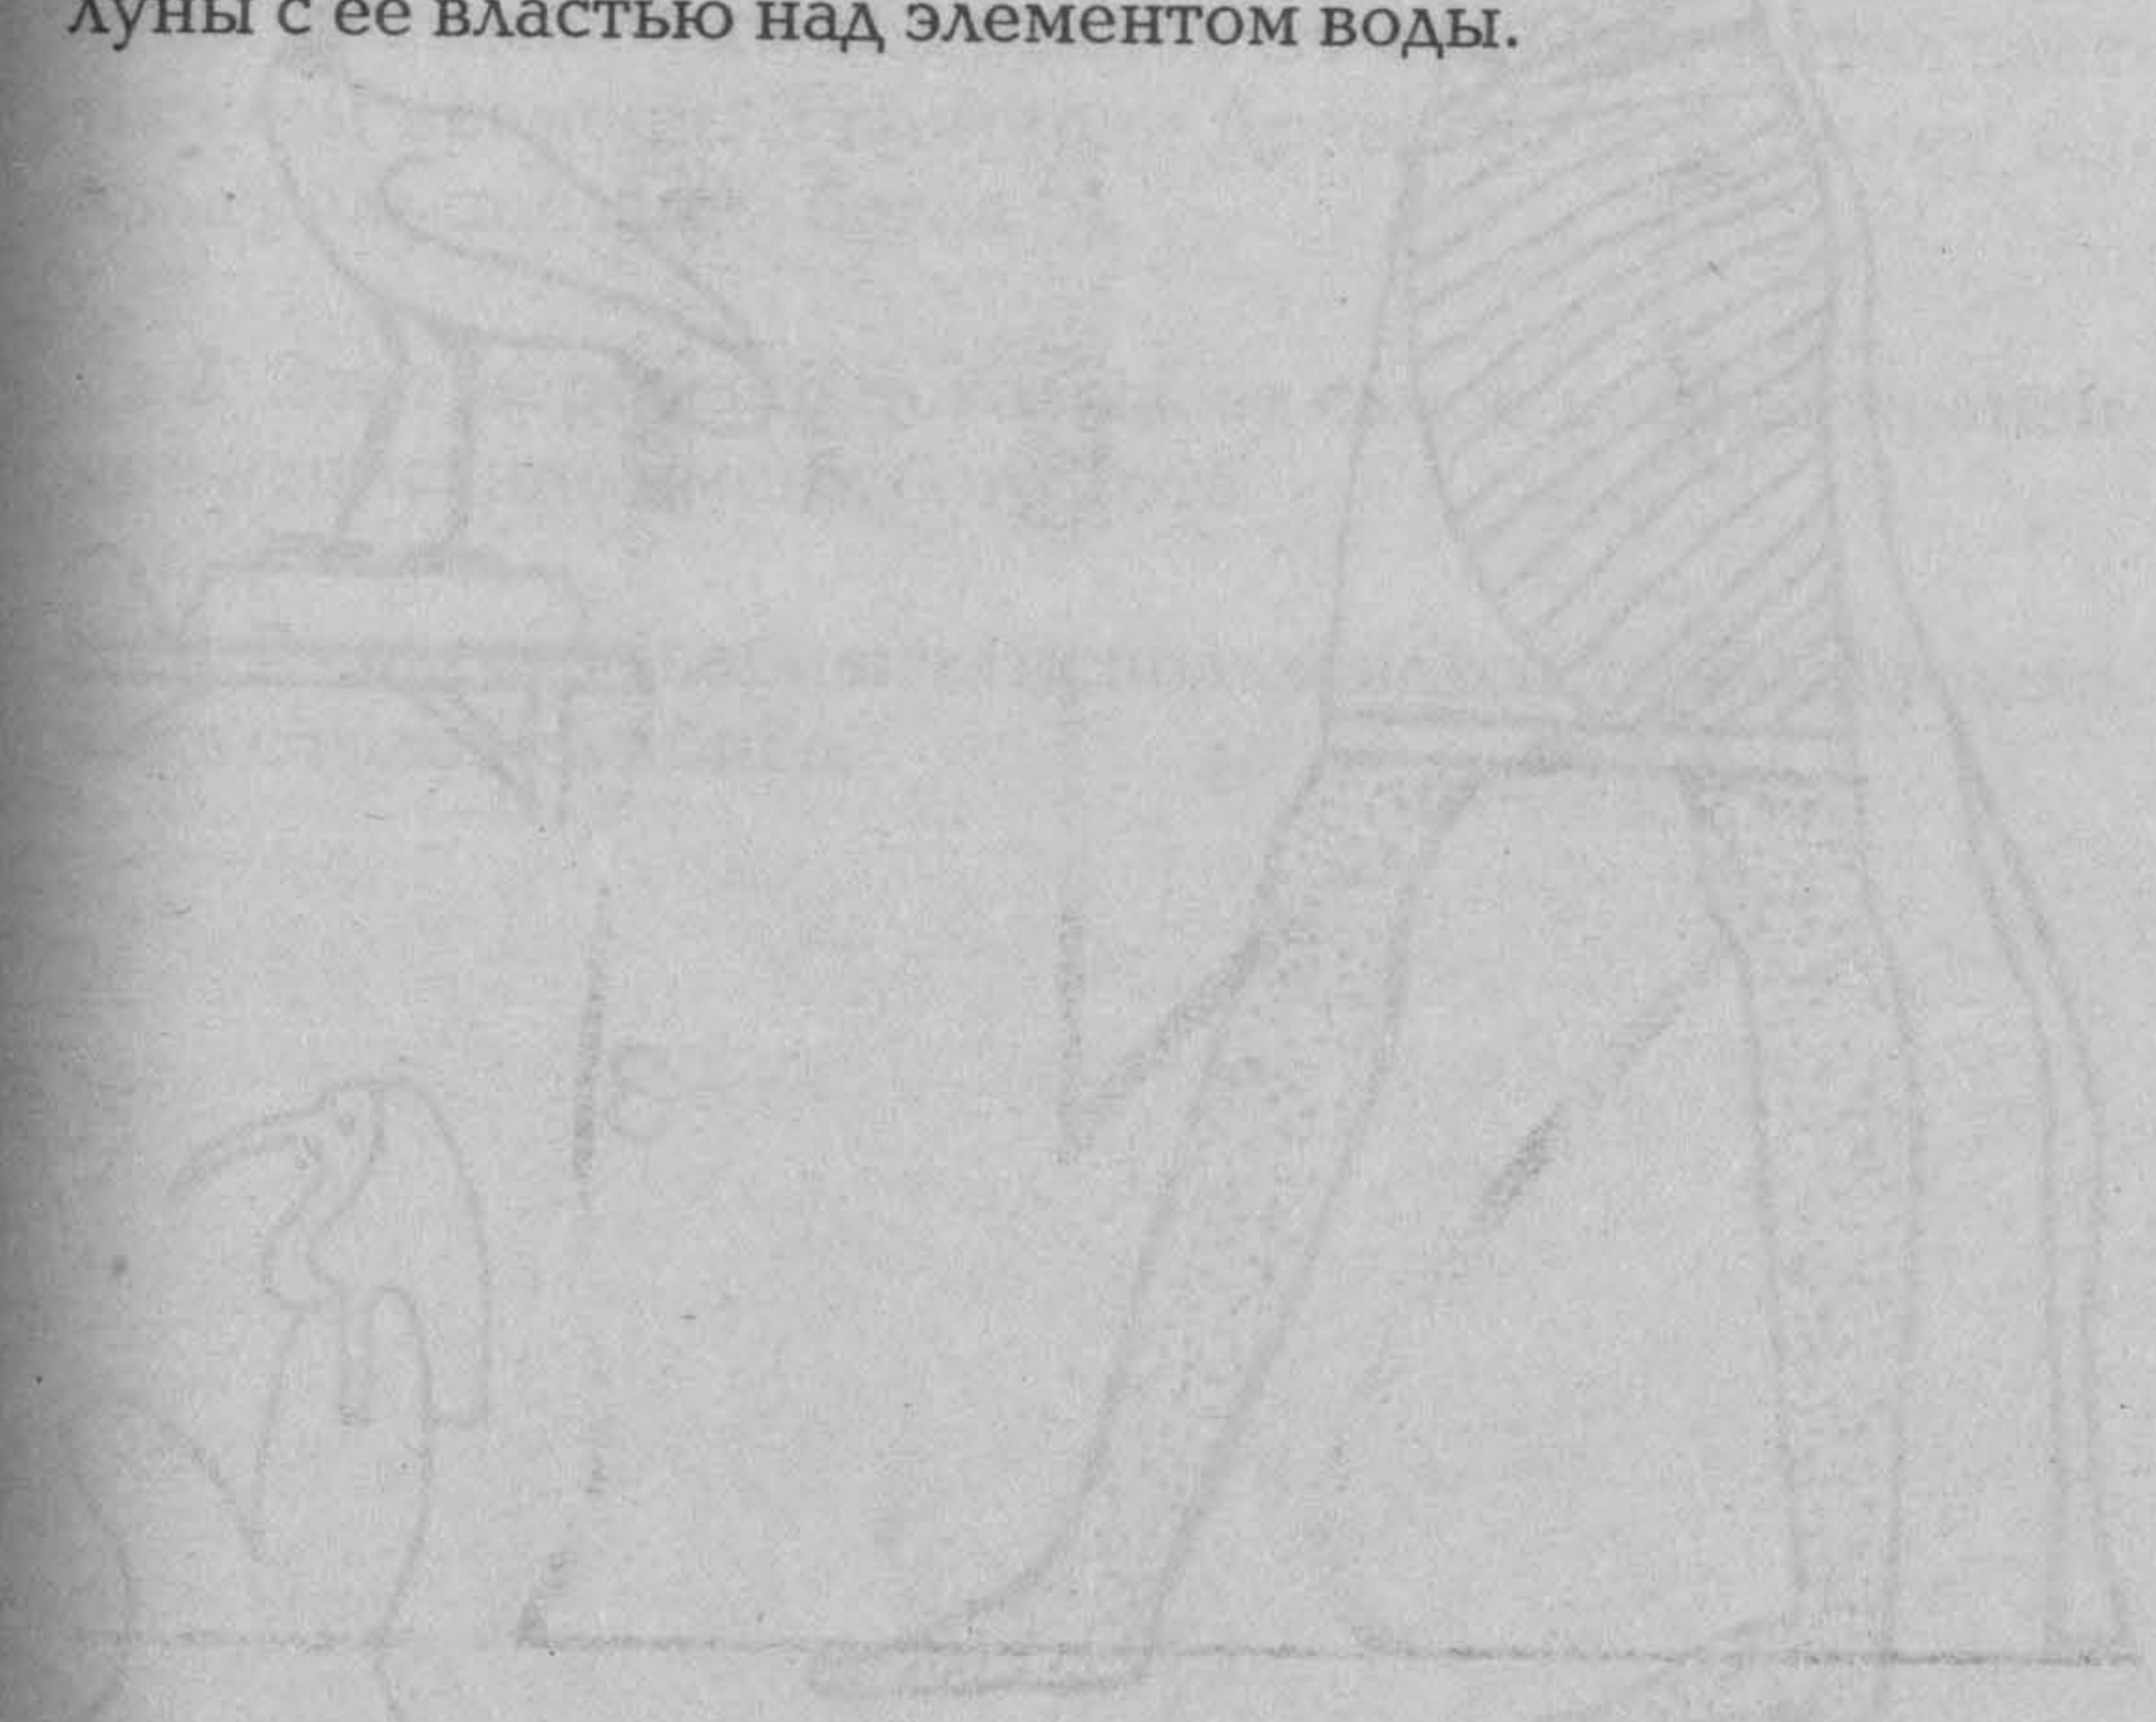 луны с ее властью над элементом воды.